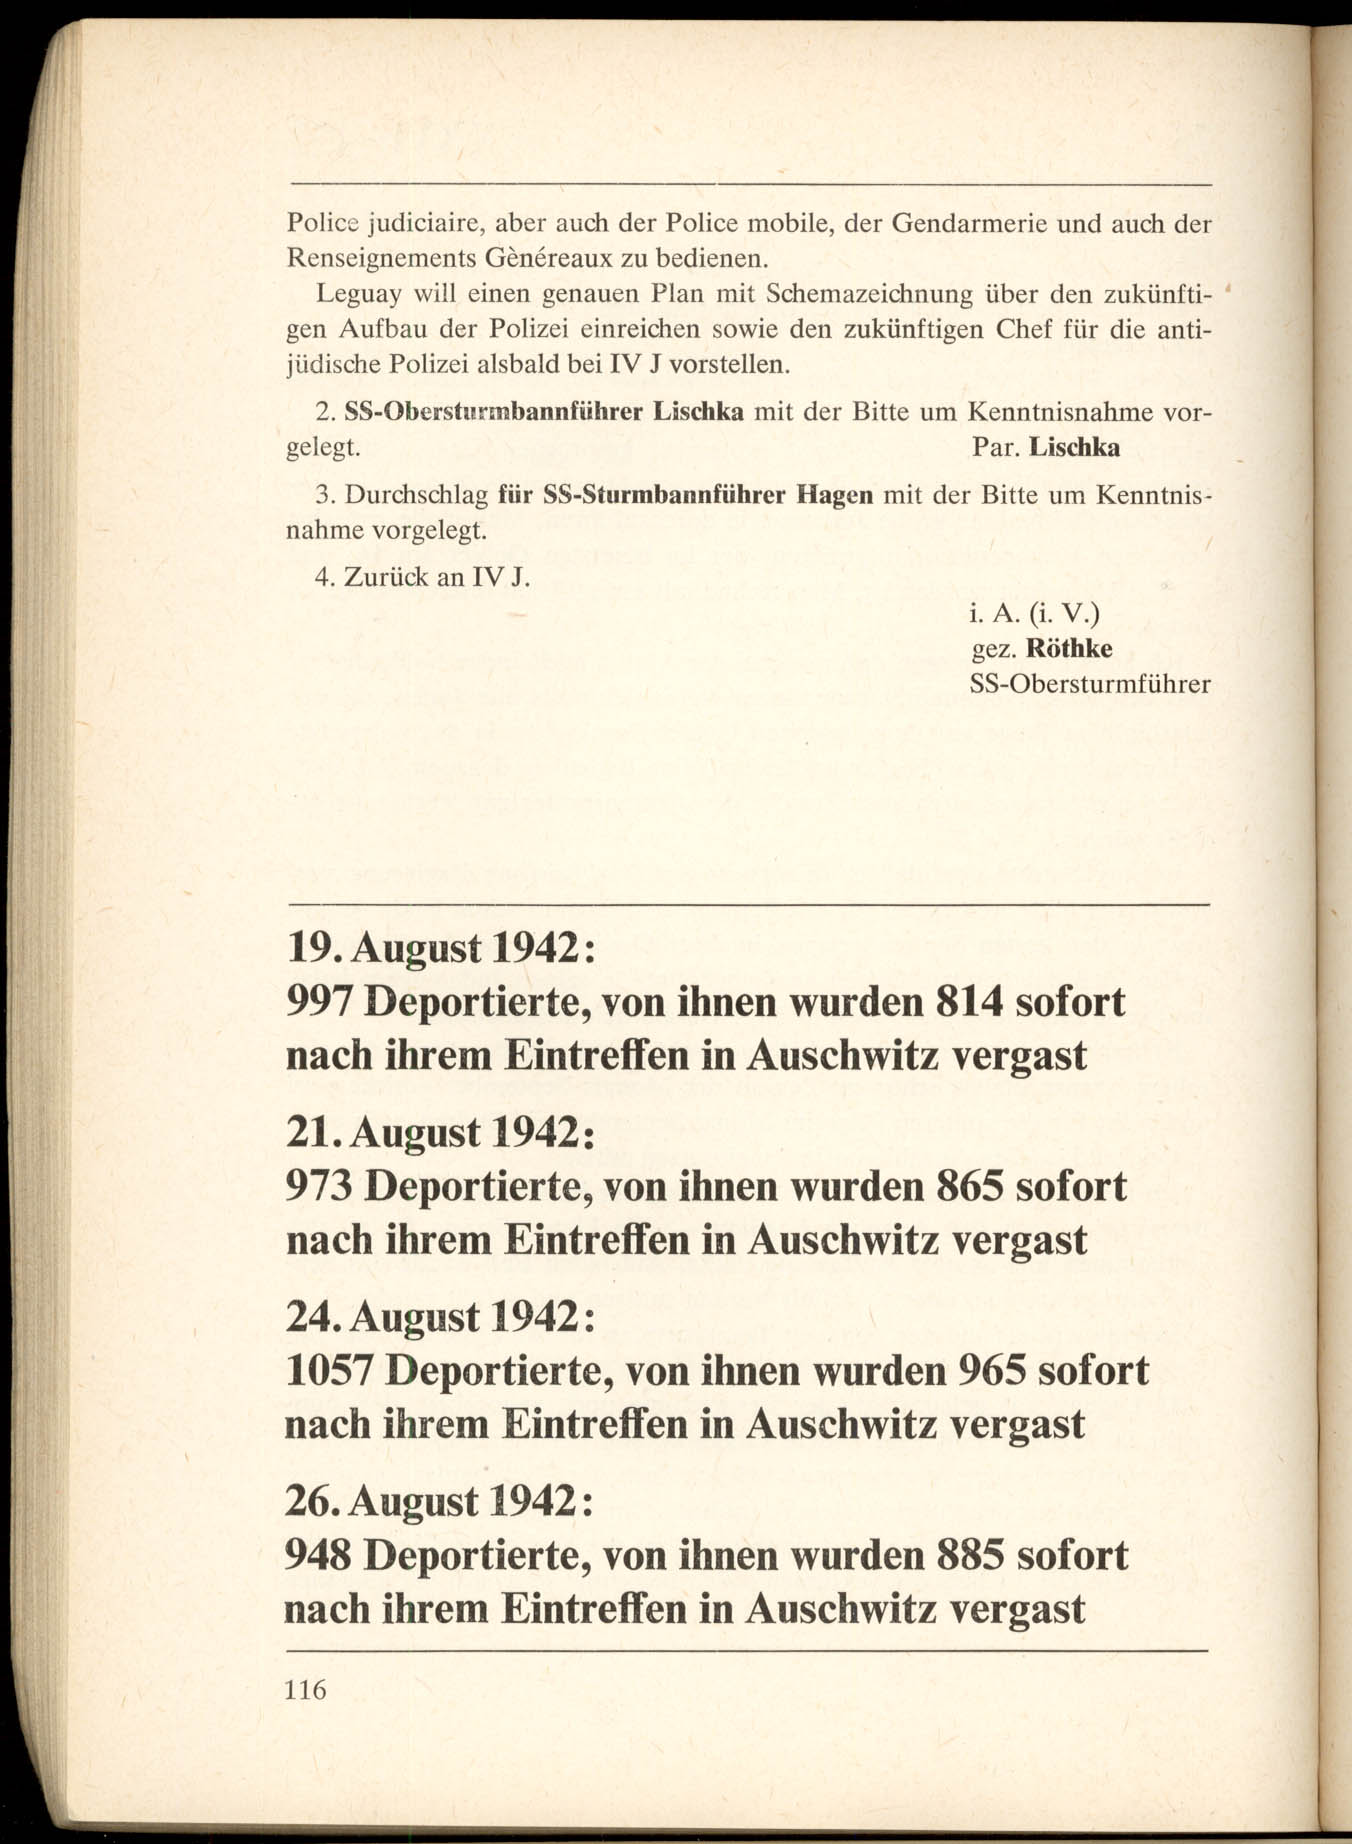 Police judiciaire, aber auch der Police mobile, der Gendarmerie und auch der
Renseignements Gènéreaux zu bedienen.
Leguay will einen genauen Plan mit Schemazeichnung über den zukünfti-
gen Aufbau der Polizei einreichen sowie den zukünftigen Chef für die anti-
jüdische Polizei alsbald bei IV J vorstellen.
2. SS-Obersturmbannführer Lischka mit der Bitte um Kenntnisnahme vor-
gelegt. Par. Lischka
3. Durchschlag für SS-Sturmbannführer Hagen mit der Bitte um Kenntnis-
nahme vorgelegt.
4. Zurück an IV J.
i. A. (i. V.)
gez. Röthke
SS-Obersturmführer
19. August 1942:
997 Deportierte, von ihnen wurden 814 sofort
nach ihrem Eintreffen in Auschwitz vergast
21. August 1942:
973 Deportierte, von ihnen wurden 865 sofort
nach ihrem Eintreffen in Auschwitz vergast
24. August 1942:
1057 Deportierte, von ihnen wurden 965 sofort
nach ihrem Eintreffen in Auschwitz vergast
26. August 1942:
948 Deportierte, von ihnen wurden 885 sofort
nach ihrem Eintreffen in Auschwitz vergast
116